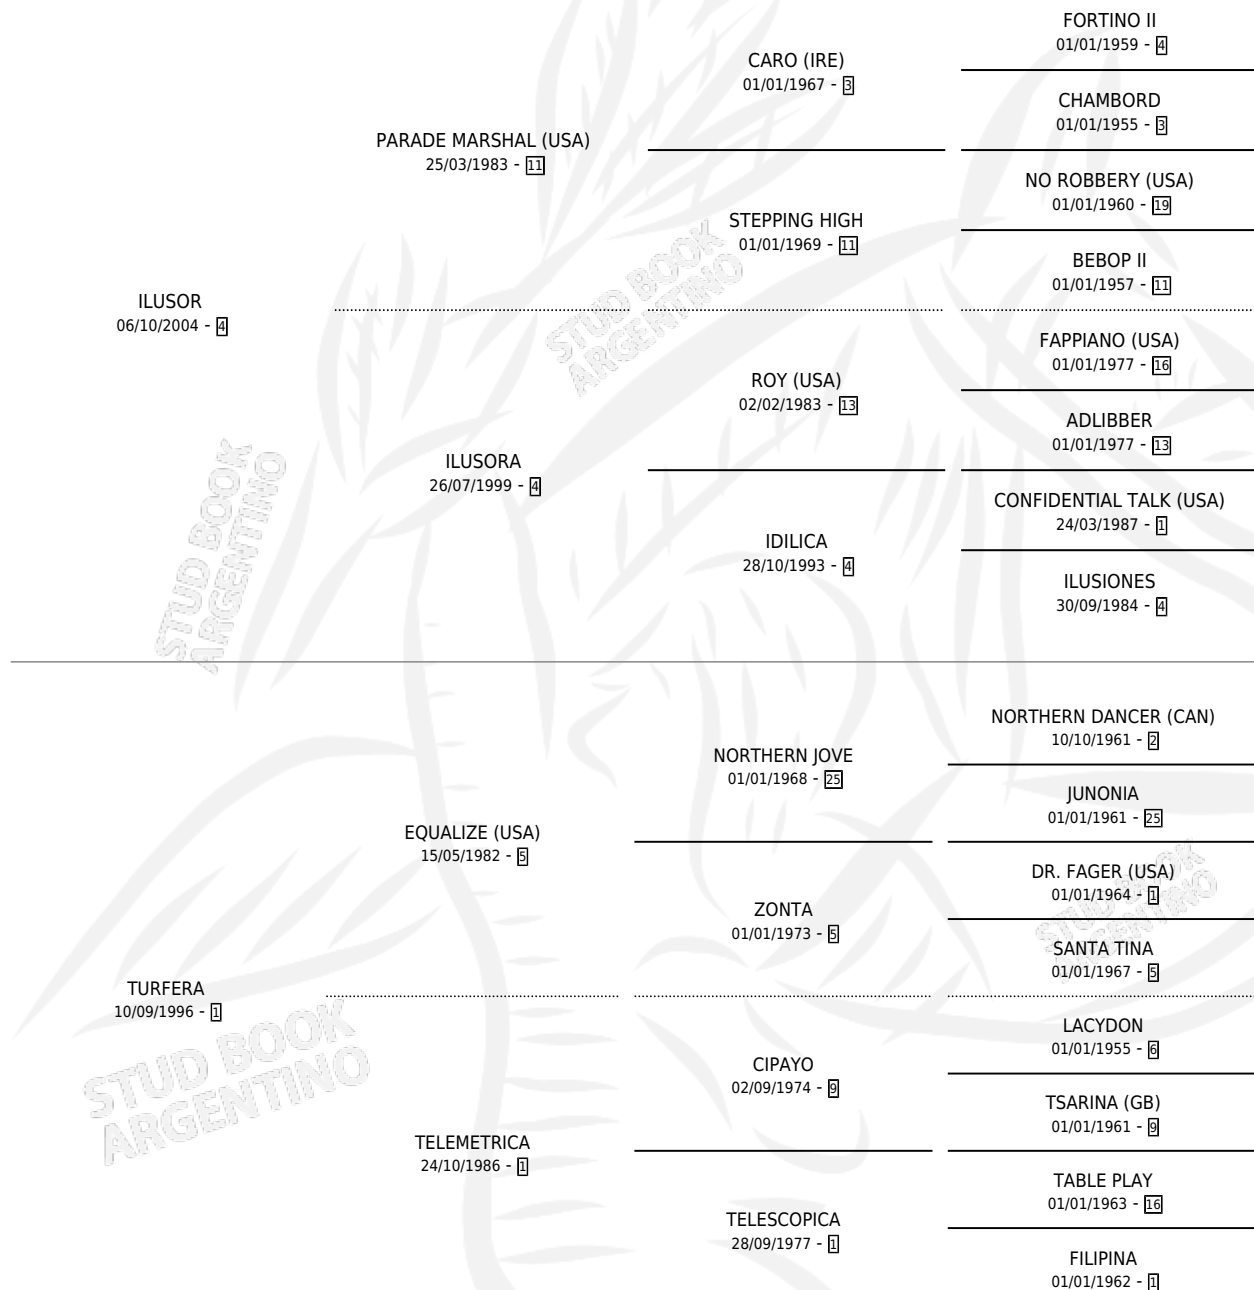 FORTINO II
01/01/1959 - 4
CARO (IRE)
01/01/1967 - 3
CHAMBORD
01/01/1955 - 3
PARADE MARSHAL (USA)
25/03/1983 - 11
NO ROBBERY (USA)
01/01/1960 - 19
STEPPING HIGH
01/01/1969 - 11
BEBOP II
01/01/1957 - 11
ILUSOR
06/10/2004 - 4
FAPPIANO (USA)
01/01/1977 - 16
ROY (USA)
02/02/1983 - 13
ADLIBBER
01/01/1977 - 13
ILUSORA
26/07/1999 - 4
CONFIDENTIAL TALK (USA)
24/03/1987 - 1
IDILICA
28/10/1993 - 4
ILUSIONES
30/09/1984 - 4
STUD BOOK
ARGENTINO
STUD BOOK
ARGENTINO
NORTHERN DANCER (CAN)
10/10/1961 - 2
NORTHERN JOVE
01/01/1968 - 25
JUNONIA
01/01/1961 - 25
EQUALIZE (USA)
15/05/1982 - 5
DR. FAGER (USA)
01/01/1964 - 1
ZONTA
01/01/1973 - 5
SANTA TINA
01/01/1967 - 5
TURFERA
10/09/1996 - 1
LACYDON
01/01/1955 - 6
CIPAYO
02/09/1974 - 9
TSARINA (GB)
01/01/1961 - 9
TELEMETRICA
24/10/1986 - 1
TABLE PLAY
01/01/1963 - 16
TELESCOPICA
28/09/1977 - 1
FILIPINA
01/01/1962 - 1
STUD BOOK
ARGENTINO
STUD BOOK
ARGENTINO